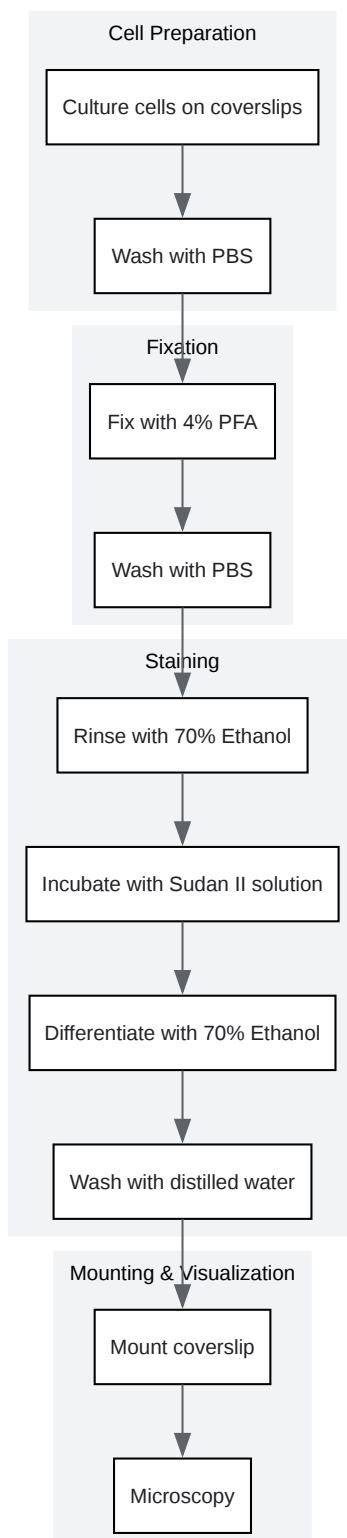 Cell Preparation
Culture cells on coverslips
Wash with PBS
Fixation
Fix with 4% PFA
Wash with PBS
Staining
Rinse with 70% Ethanol
Incubate with Sudan II solution
Differentiate with 70% Ethanol
Wash with distilled water
Mounting & Visualization
Mount coverslip
Microscopy